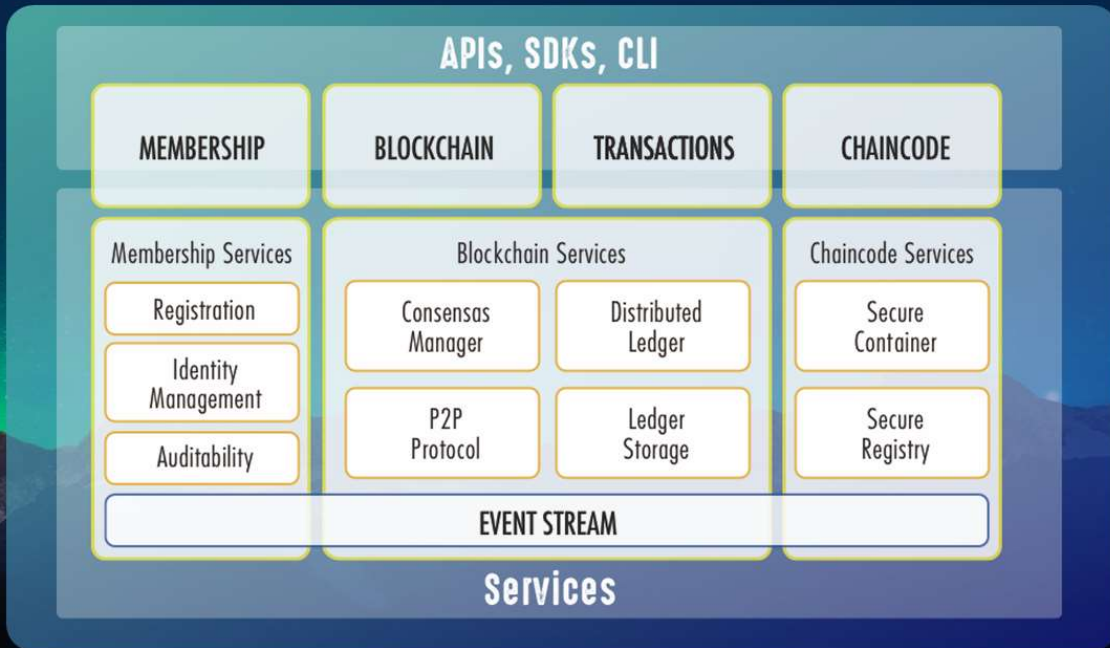 APIs, SDKs, CLI
MEMBERSHIP
BLOCKCHAIN
TRANSACTIONS
CHAINCODE
Membership Services
Registration
Identity
Management
Auditability
Blockchain Services
Consensas
Manager
Distributed
Ledger
P2P
Protocol
Ledger
Storage
Chaincode Services
Secure
Container
Secure
Registry
EVENT STREAM
Services